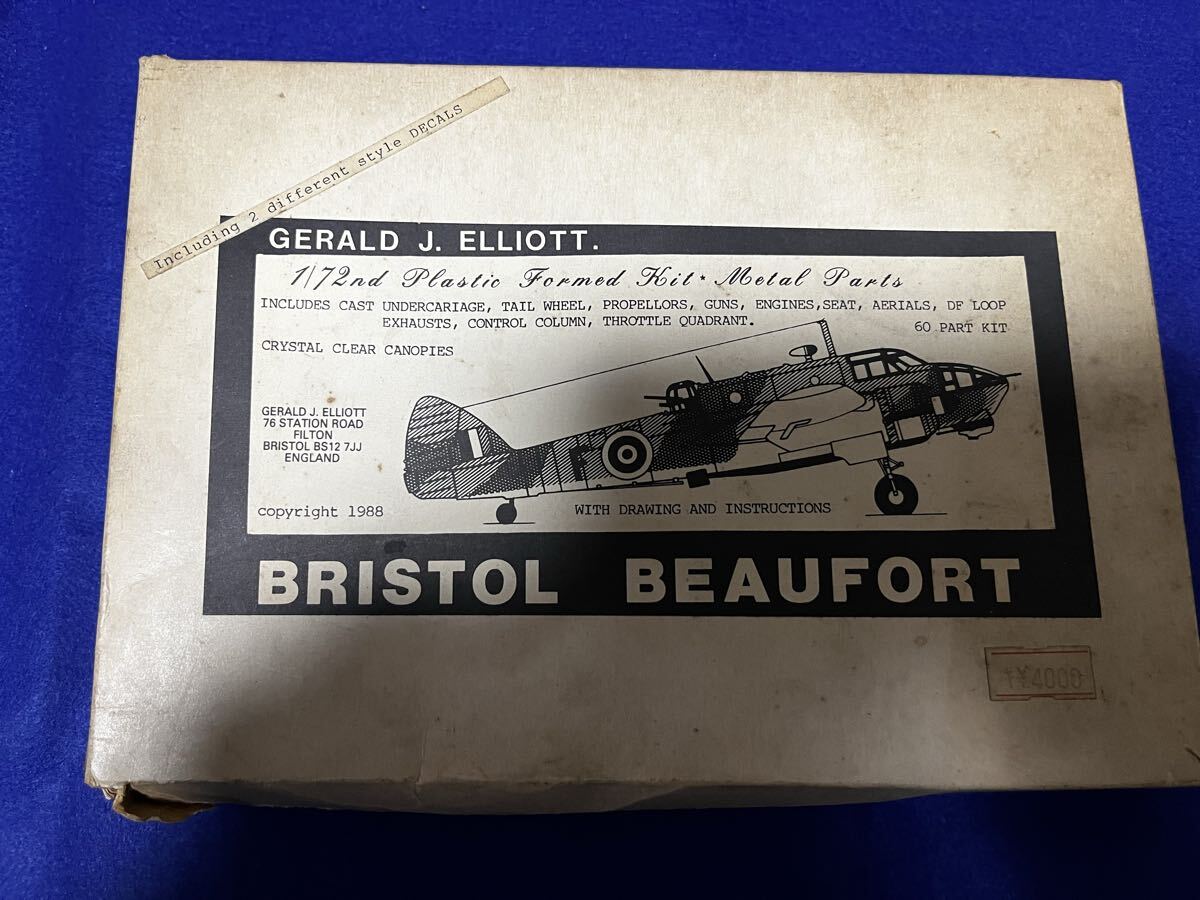 Including 2 different style DECALS
GERALD J. ELLIOTT.
1/72nd Plastic Formed Kit * Metal Parts
INCLUDES CAST UNDERCARIAGE, TAIL WHEEL, PROPELLORS, GUNS, ENGINES,SEAT, AERIALS, DF LOOP
EXHAUSTS, CONTROL COLUMN, THROTTLE QUADRANT.
60 PART KIT
CRYSTAL CLEAR CANOPIES
GERALD J. ELLIOTT
76 STATION ROAD
FILTON
BRISTOL BS12 7JJ
ENGLAND
F
copyright 1988
WITH DRAWING AND INSTRUCTIONS
BRISTOL BEAUFORT
¥4000